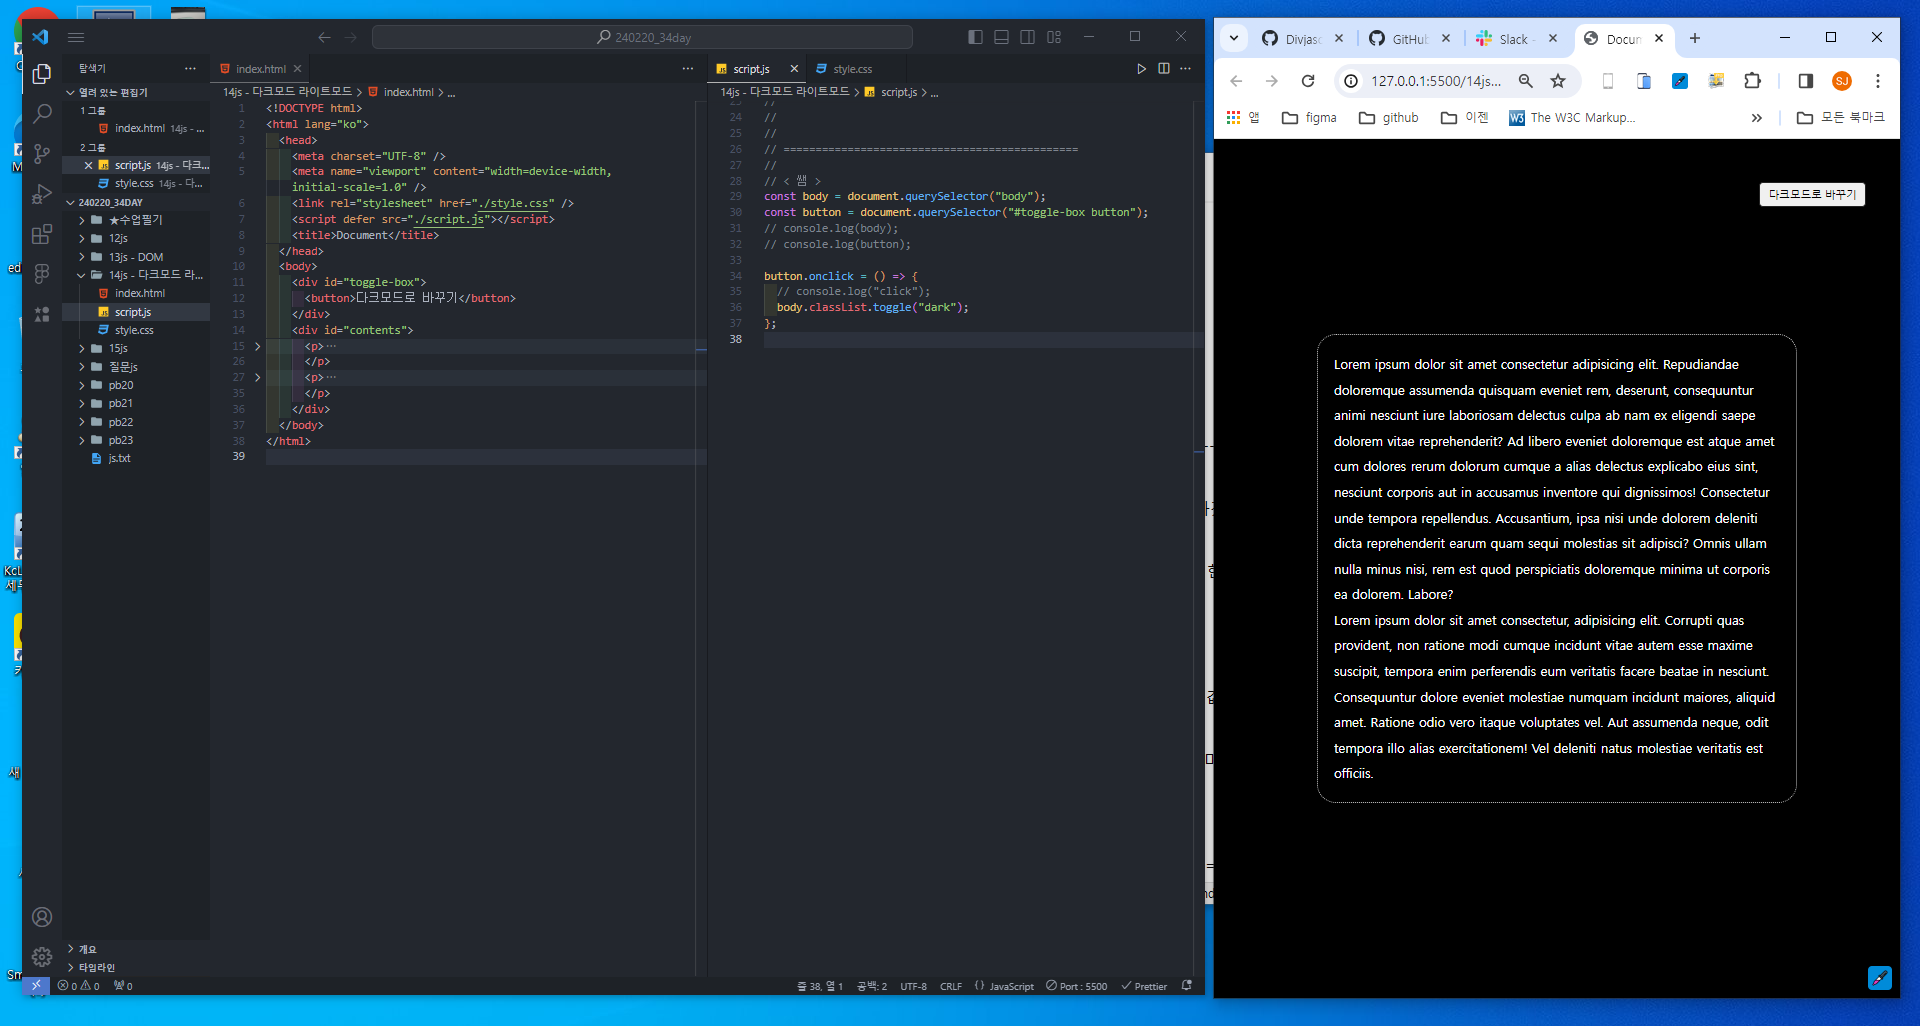 240220_34day
탐색기
열려 있는 편집기
1 그룹
index.html 14js - ...
2 그룹
script.js 14js - 다크...
style.css 14js - 다...
240220_34DAY
★수업필기
12js
13js - DOM
14js - 다크모드 라...
index.html
script.js
style.css
15js
질문js
pb20
pb21
pb22
pb23
js.txt
개요
타임라인
index.html
14js - 다크모드 라이트모드 > index.html > ...
1 <!DOCTYPE html>
2 <html lang="ko">
3 <head>
4 <meta charset="UTF-8" />
5 <meta name="viewport" content="width=device-width,
initial-scale=1.0" />
6 <link rel="stylesheet" href="./style.css" />
7 <script defer src="./script.js"></script>
8 <title>Document</title>
9 </head>
10 <body>
11 <div id="toggle-box">
12 <button>다크모드로 바꾸기</button>
13 </div>
14 <div id="contents">
15 <p>...
26 </p>
27 <p>...
35 </p>
36 </div>
37 </body>
38 </html>
39
script.js
style.css
14js - 다크모드 라이트모드 > script.js > ...
23 //
24 //
25 //
26 // ==============================================
27 //
28 // < 쌤 >
29 const body = document.querySelector("body");
30 const button = document.querySelector("#toggle-box button");
31 // console.log(body);
32 // console.log(button);
33
34 button.onclick = () => {
35 // console.log("click");
36 body.classList.toggle("dark");
37 };
38
0 0 0
줄 38, 열 1 공백: 2 UTF-8 CRLF {} JavaScript Port : 5500 Prettier
Divjasc
GitHub
Slack -
Docum
127.0.0.1:5500/14js...
SJ
앱 figma github 이젠 W3 The W3C Markup... » 모든 북마크
다크모드로 바꾸기
Lorem ipsum dolor sit amet consectetur adipisicing elit. Repudiandae
doloremque assumenda quisquam eveniet rem, deserunt, consequuntur
animi nesciunt iure laboriosam delectus culpa ab nam ex eligendi saepe
dolorem vitae reprehenderit? Ad libero eveniet doloremque est atque amet
cum dolores rerum dolorum cumque a alias delectus explicabo eius sint,
nesciunt corporis aut in accusamus inventore qui dignissimos! Consectetur
unde tempora repellendus. Accusantium, ipsa nisi unde dolorem deleniti
dicta reprehenderit earum quam sequi molestias sit adipisci? Omnis ullam
nulla minus nisi, rem est quod perspiciatis doloremque minima ut corporis
ea dolorem. Labore?
Lorem ipsum dolor sit amet consectetur, adipisicing elit. Corrupti quas
provident, non ratione modi cumque incidunt vitae autem esse maxime
suscipit, tempora enim perferendis eum veritatis facere beatae in nesciunt.
Consequuntur dolore eveniet molestiae numquam incidunt maiores, aliquid
amet. Ratione odio vero itaque voluptates vel. Aut assumenda neque, odit
tempora illo alias exercitationem! Vel deleniti natus molestiae veritatis est
officiis.